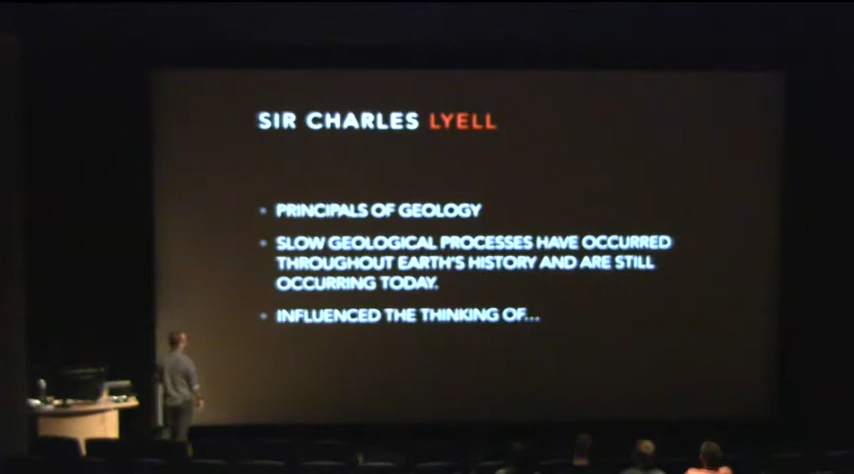 SIR CHARLES LYELL
• PRINCIPALS OF GEOLOGY
• SLOW GEOLOGICAL PROCESSES HAVE OCCURRED
THROUGHOUT EARTH'S HISTORY AND ARE STILL
OCCURRING TODAY.
• INFLUENCED THE THINKING OF...